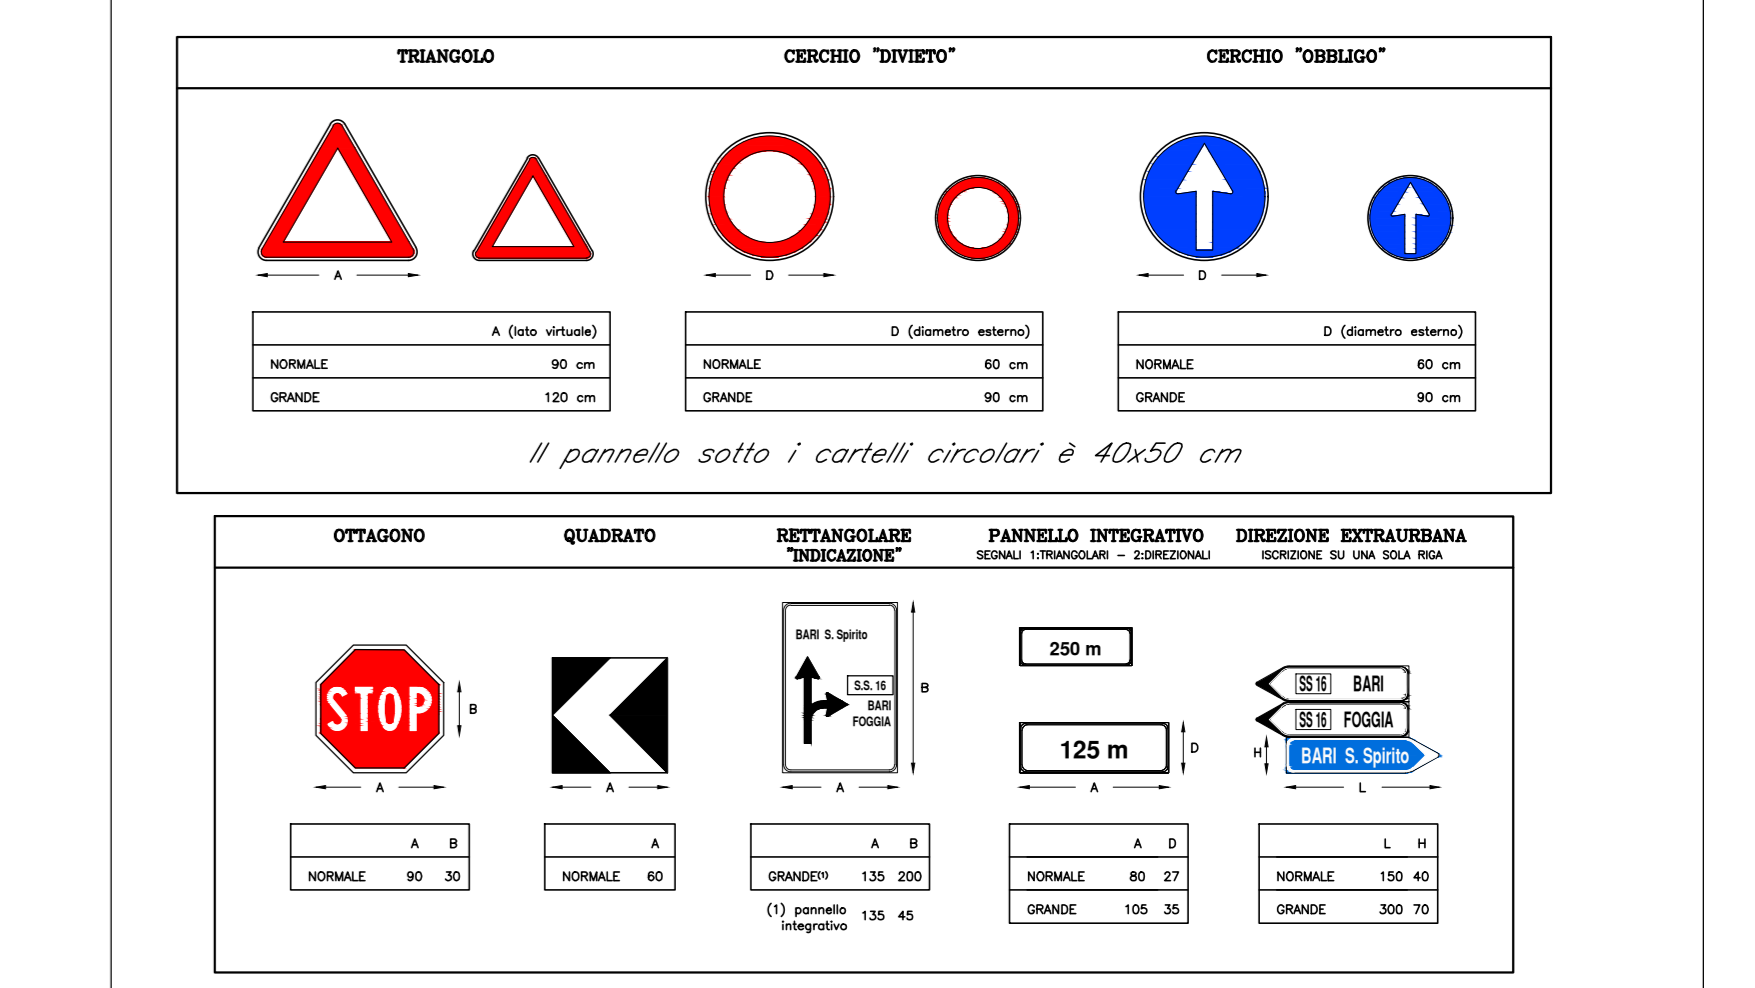 TRIANGOLO CERCHIO "DIVIETO" CERCHIO "OBBLIGO"
A D D
A (lato virtuale) D (diametro esterno) D (diametro esterno)
NORMALE 90 cm NORMALE 60 cm NORMALE 60 cm
GRANDE 120 cm GRANDE 90 cm GRANDE 90 cm
Il pannello sotto i cartelli circolari è 40x50 cm
OTTAGONO QUADRATO RETTANGOLARE PANNELLO INTEGRATIVO DIREZIONE EXTRAURBANA
"INDICAZIONE" SEGNALI 1:TRIANGOLARI - 2:DIREZIONALI ISCRIZIONE SU UNA SOLA RIGA
BARI S. Spirito
250 m
S.S. 16
BARI
FOGGIA
B
SS 16 BARI
SS 16 FOGGIA
STOP
B
125 m
D
H
BARI S. Spirito
A A A A L
A B A A B A D L H
NORMALE 90 30 NORMALE 60 GRANDE(1) 135 200 NORMALE 80 27 NORMALE 150 40
(1) pannello integrativo 135 45 GRANDE 105 35 GRANDE 300 70